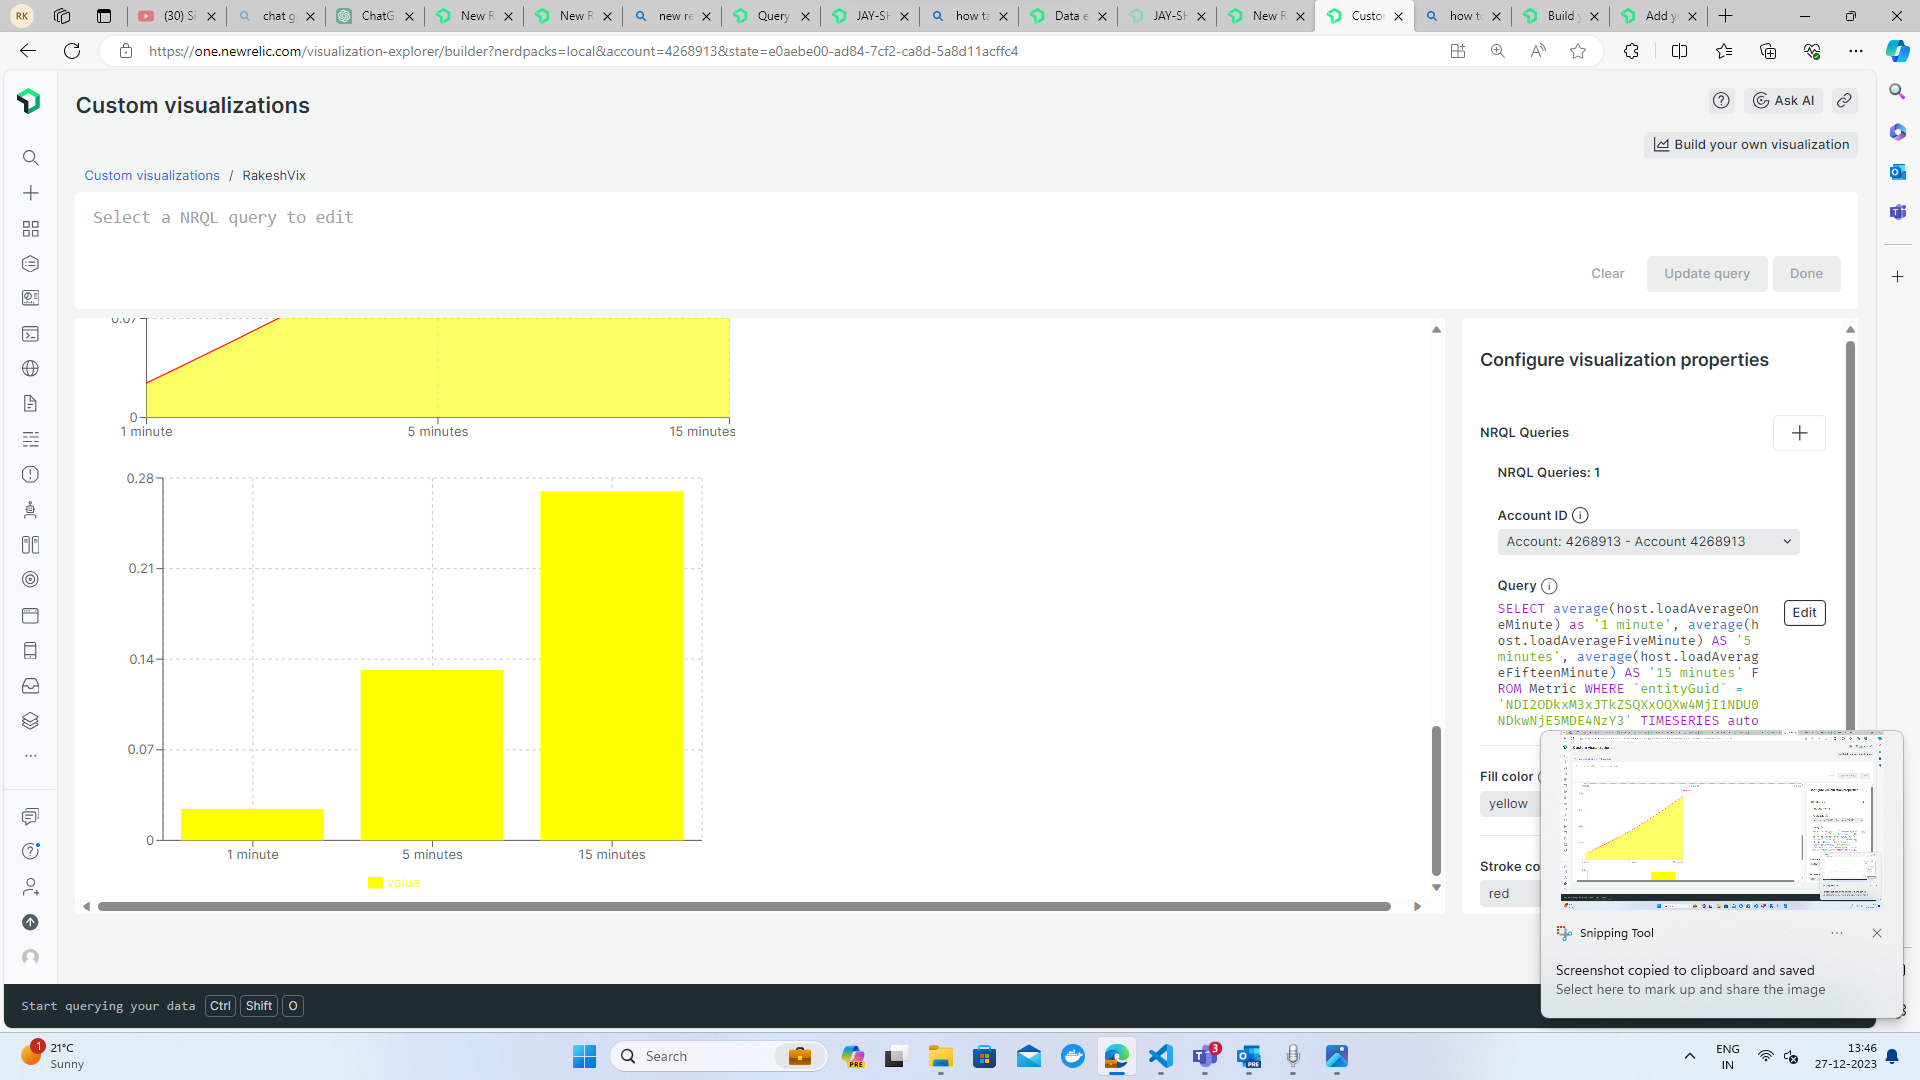 RK
(30) Si
chat g
ChatG
New R
New R
new re
Query
JAY-SH
how ta
Data e
JAY-SH
New R
Custo
how to
Build y
Add yo
https://one.newrelic.com/visualization-explorer/builder?nerdpacks=local&account=4268913&state=e0aebe00-ad84-7cf2-ca8d-5a8d11acffc4
Custom visualizations
Ask AI
Build your own visualization
Custom visualizations / RakeshVix
Select a NRQL query to edit
Clear
Update query
Done
0.07
0
1 minute
5 minutes
15 minutes
0.28
0.21
0.14
0.07
0
1 minute
5 minutes
15 minutes
value
Configure visualization properties
NRQL Queries
NRQL Queries: 1
Account ID
Account: 4268913 - Account 4268913
Query
Edit
SELECT average(host.loadAverageOn
eMinute) as '1 minute', average(h
ost.loadAverageFiveMinute) AS '5
minutes', average(host.loadAverag
eFifteenMinute) AS '15 minutes' F
ROM Metric WHERE `entityGuid` =
'NDI2ODkxM3xJTkZSQXxOQXw4MjI1NDU0
NDkwNjE5MDE4NzY3' TIMESERIES auto
Fill color
yellow
Stroke co
red
Snipping Tool
Screenshot copied to clipboard and saved
Select here to mark up and share the image
Start querying your data Ctrl Shift O
1
21°C
Sunny
Search
PRE
3
PRE
ENG
IN
13:46
27-12-2023